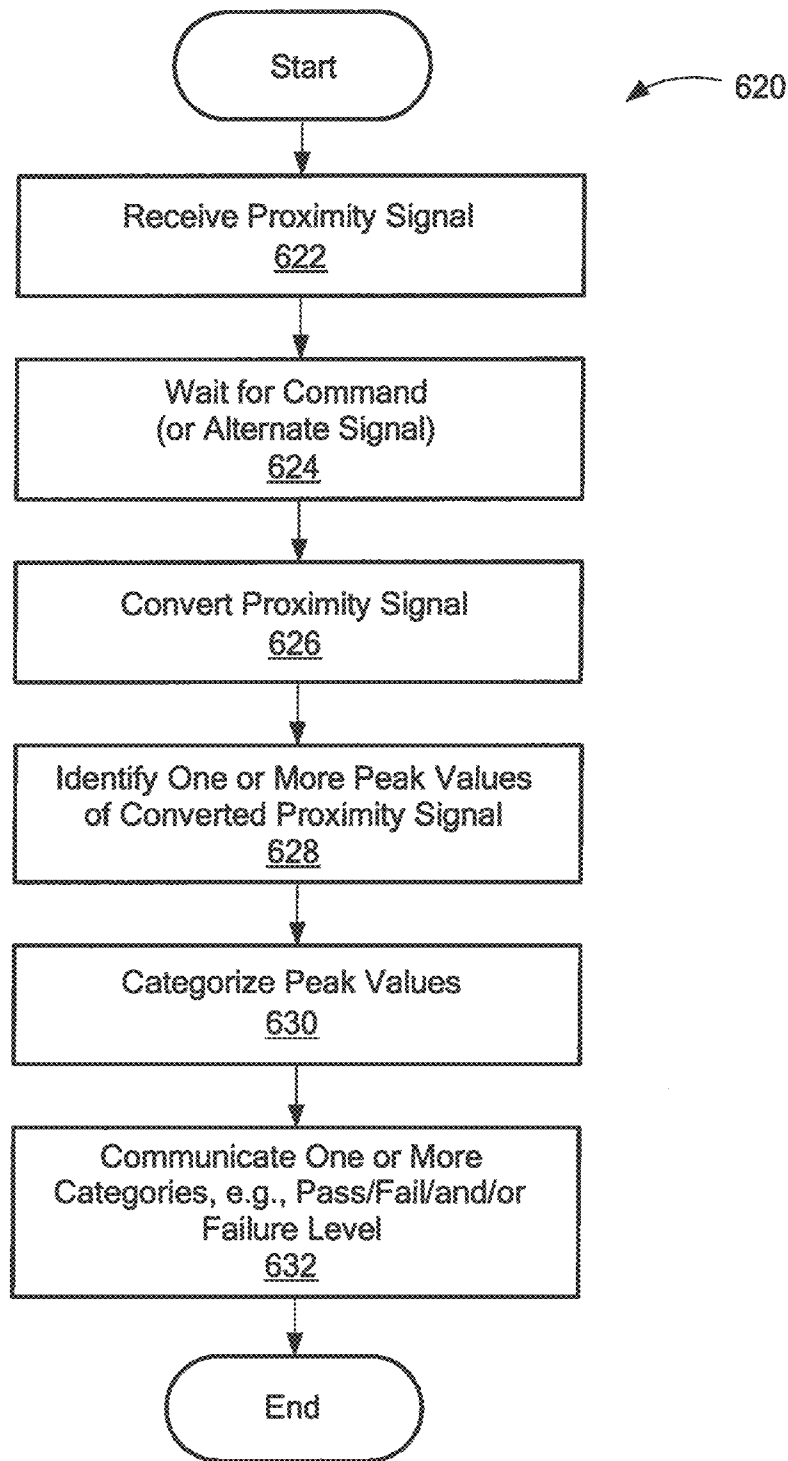 Start
620
Receive Proximity Signal
622
Wait for Command
(or Alternate Signal)
624
Convert Proximity Signal
626
Identify One or More Peak Values
of Converted Proximity Signal
628
Categorize Peak Values
630
Communicate One or More
Categories, e.g., Pass/Fail/and/or
Failure Level
632
End